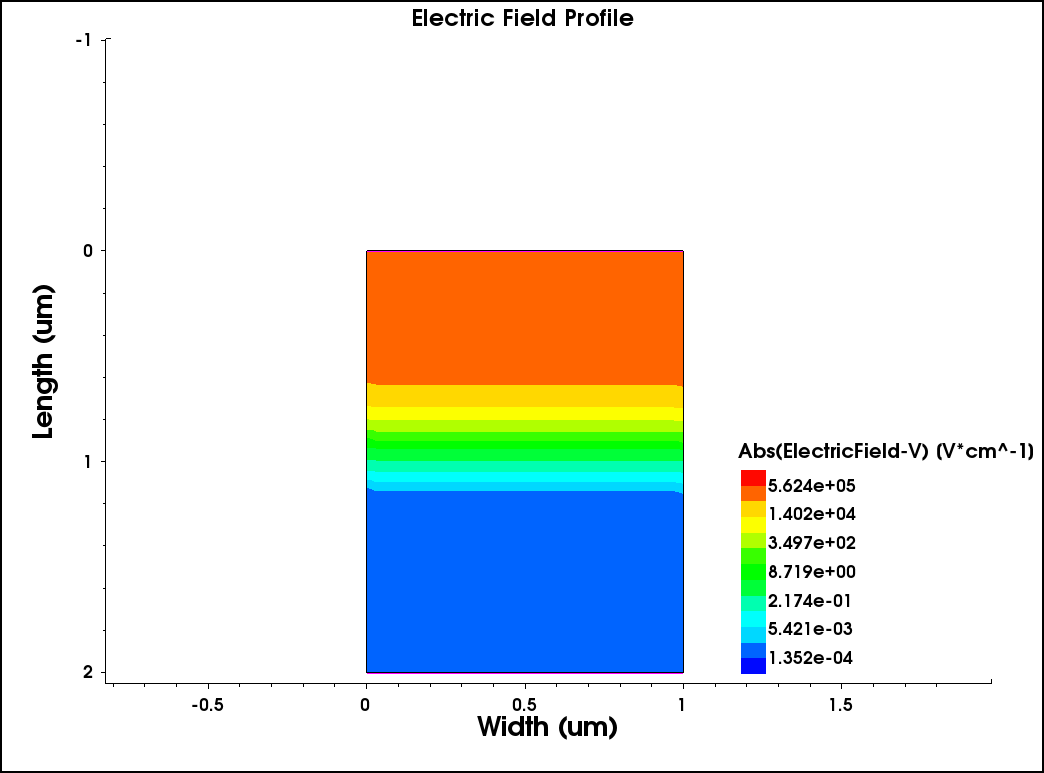 Electric Field Profile
-1
0
1
2
Length (um)
-0.5
0
0.5
1
1.5
Width (um)
Abs(ElectricField-V) [V*cm^-1]
5.624e+05
1.402e+04
3.497e+02
8.719e+00
2.174e-01
5.421e-03
1.352e-04